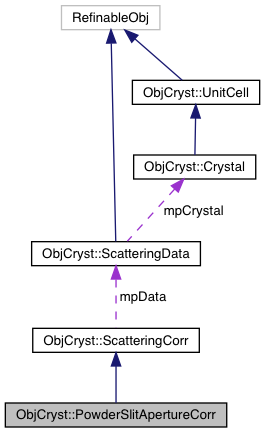 RefinableObj
ObjCryst::UnitCell
ObjCryst::Crystal
mpCrystal
ObjCryst::ScatteringData
mpData
ObjCryst::ScatteringCorr
ObjCryst::PowderSlitApertureCorr